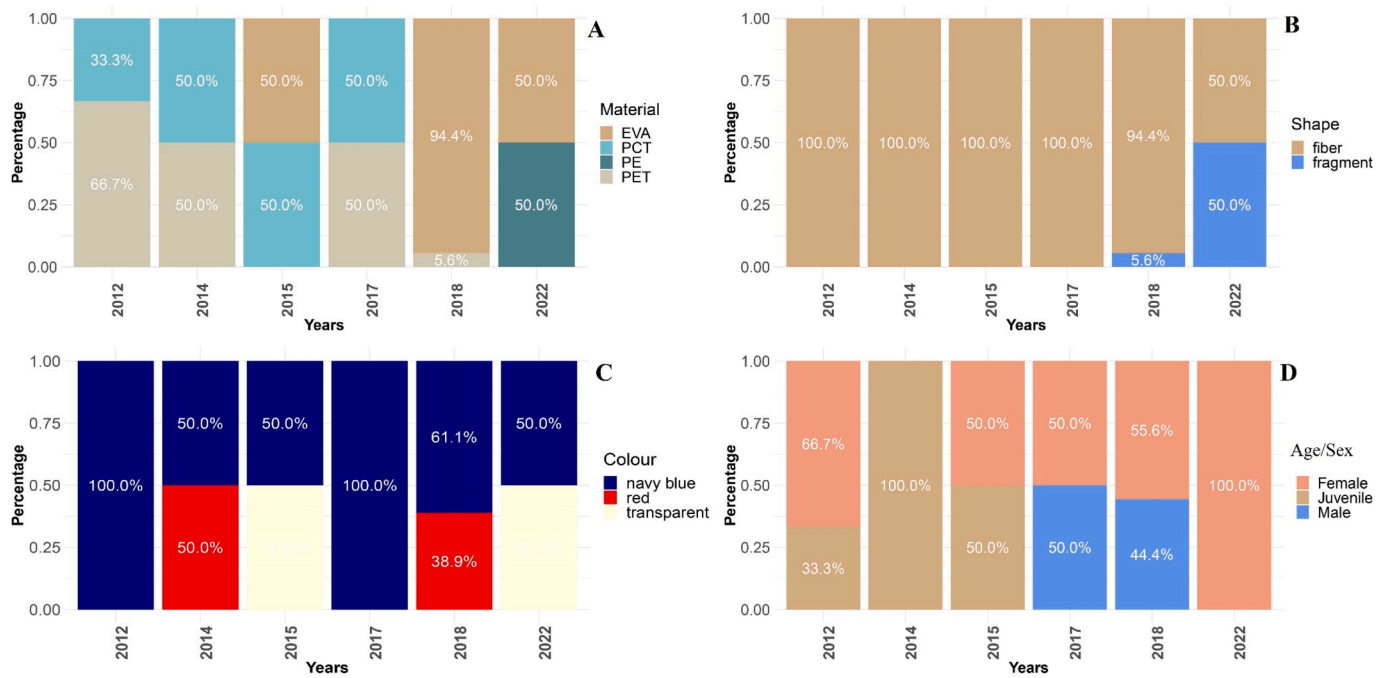 A
1.00
0.75
0.50
0.25
0.00
Percentage
33.3%
66.7%
50.0%
50.0%
50.0%
50.0%
50.0%
50.0%
94.4%
5.6%
50.0%
50.0%
2012
2014
2015
2017
2018
2022
Years
Material
EVA
PCT
PE
PET
B
1.00
0.75
0.50
0.25
0.00
Percentage
100.0%
100.0%
100.0%
100.0%
94.4%
5.6%
50.0%
50.0%
2012
2014
2015
2017
2018
2022
Years
Shape
fiber
fragment
C
1.00
0.75
0.50
0.25
0.00
Percentage
100.0%
50.0%
50.0%
50.0%
100.0%
61.1%
38.9%
50.0%
2012
2014
2015
2017
2018
2022
Years
Colour
navy blue
red
transparent
D
1.00
0.75
0.50
0.25
0.00
Percentage
66.7%
33.3%
100.0%
50.0%
50.0%
50.0%
50.0%
55.6%
44.4%
100.0%
2012
2014
2015
2017
2018
2022
Years
Age/Sex
Female
Juvenile
Male